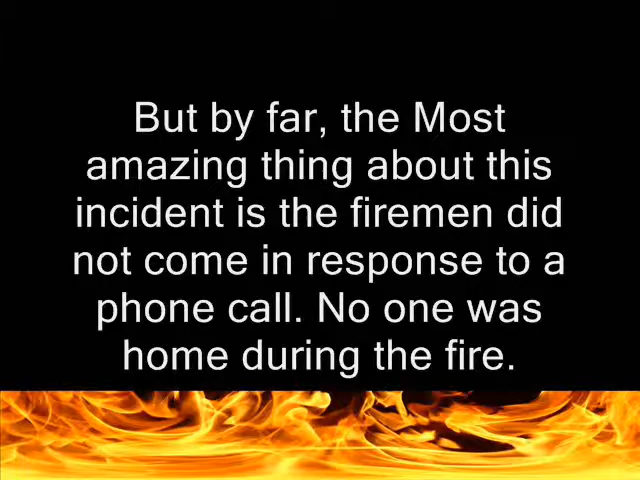 But by far, the Most
amazing thing about this
incident is the firemen did
not come in response to a
phone call. No one was
home during the fire.